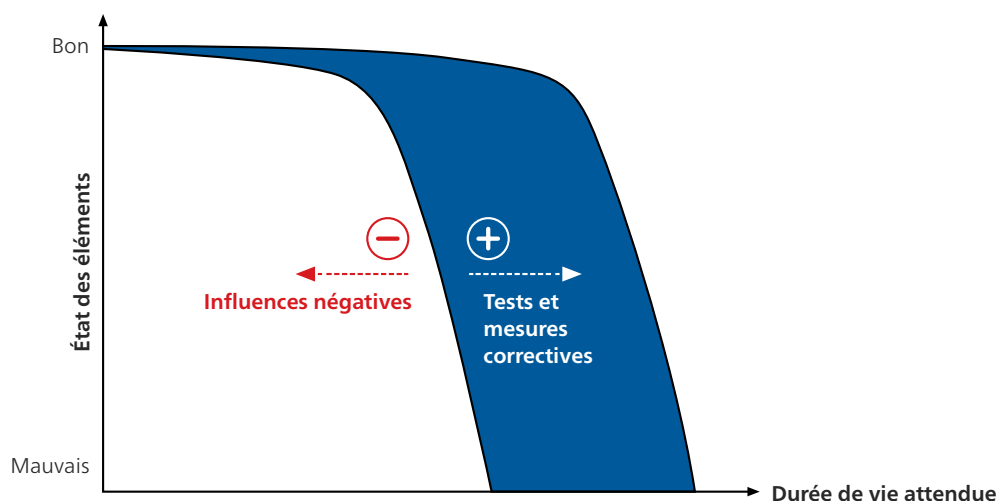 Bon
État des éléments
Influences négatives
Tests et
mesures
correctives
Mauvais
Durée de vie attendue